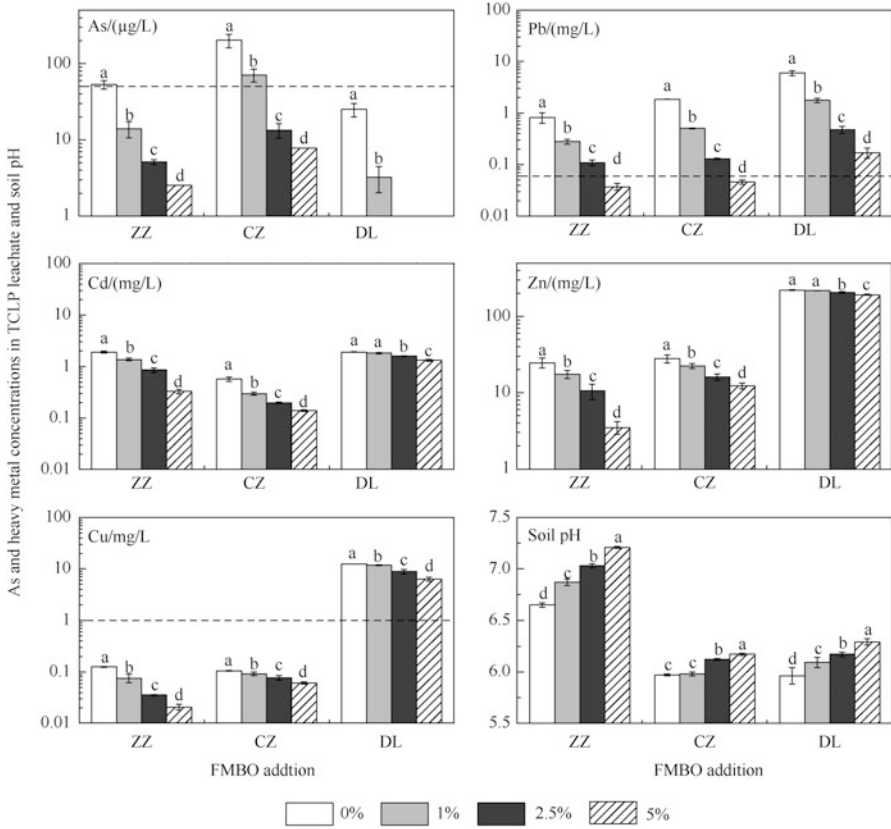 As and heavy metal concentrations in TCLP leachate and soil pH
As/(μg/L)
100
10
1
a b c d
a b c d
a b
ZZ CZ DL
Pb/(mg/L)
100
10
1
0.1
0.01
a b c d
a b c d
a b c d
ZZ CZ DL
Cd/(mg/L)
100
10
1
0.1
0.01
a b c d
a b c d
a a b c
ZZ CZ DL
Zn/(mg/L)
100
10
1
a b c d
a b c d
a a b c
ZZ CZ DL
Cu/mg/L
100
10
1
0.1
0.01
a b c d
a b c d
a b c d
ZZ CZ DL
FMBO addtion
Soil pH
7.5
7.0
6.5
6.0
5.5
d c b a
c c b a
d c b a
ZZ CZ DL
FMBO addtion
0% 1% 2.5% 5%